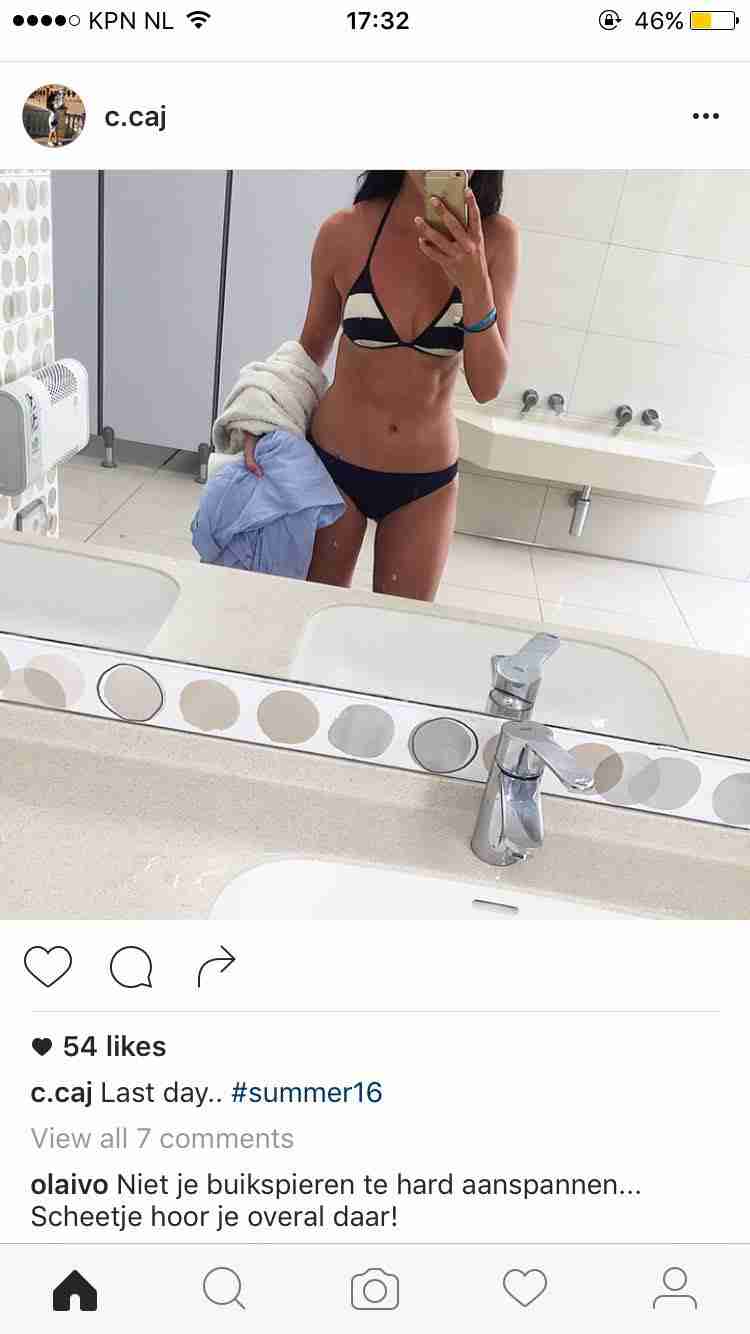 KPN NL 17:32 46%
c.caj
54 likes
c.caj Last day.. #summer16
View all 7 comments
olaivo Niet je buikspieren te hard aanspannen...
Scheetje hoor je overal daar!